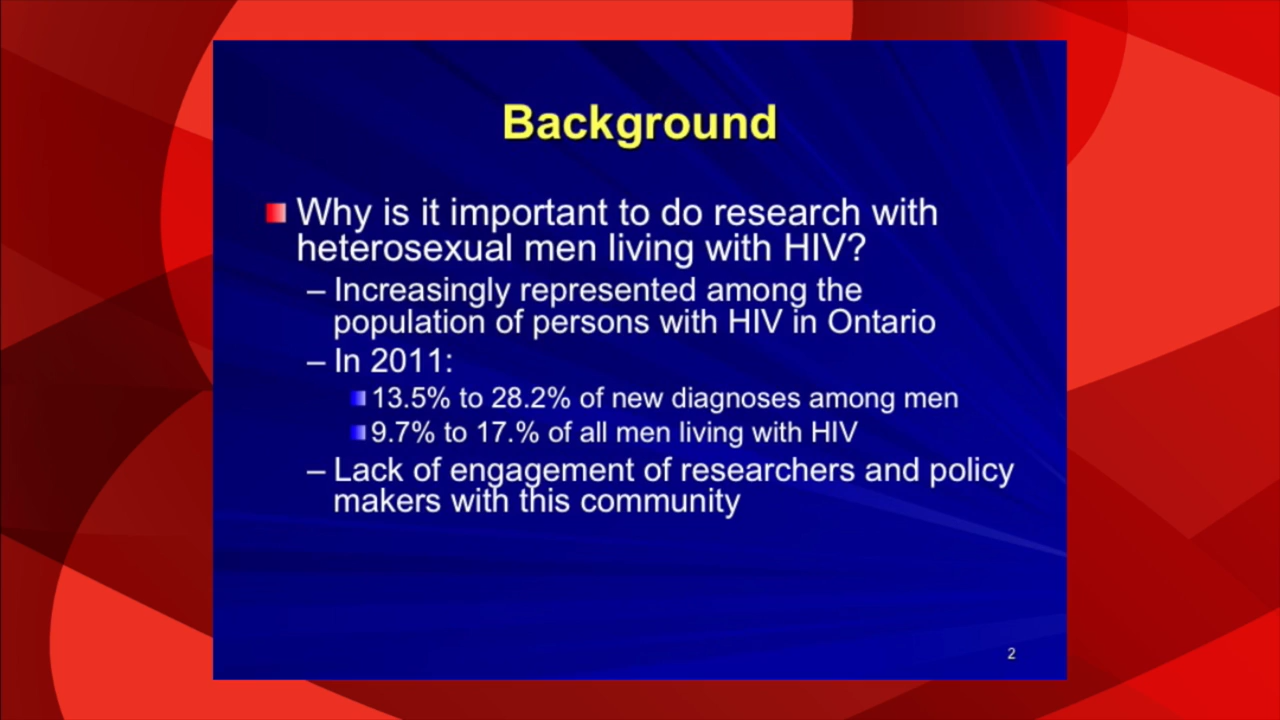 Background
Why is it important to do research with
heterosexual men living with HIV?
– Increasingly represented among the
population of persons with HIV in Ontario
– In 2011:
13.5% to 28.2% of new diagnoses among men
9.7% to 17.% of all men living with HIV
– Lack of engagement of researchers and policy
makers with this community
2